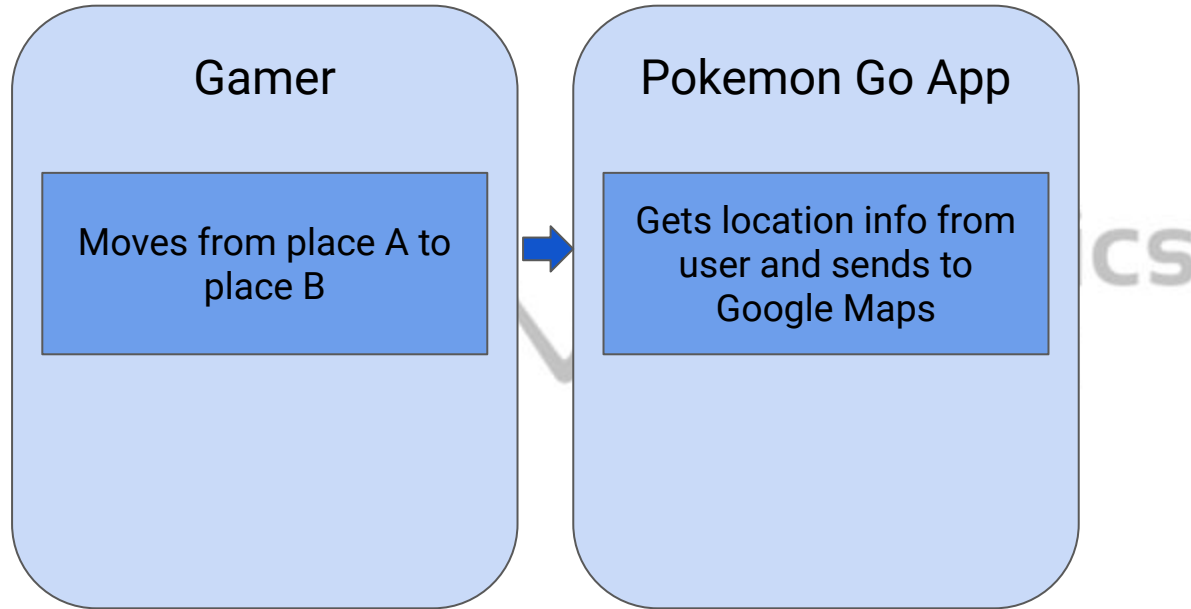 Gamer
Pokemon Go App
Moves from place A to
place B
Gets location info from
user and sends to
Google Maps
ics